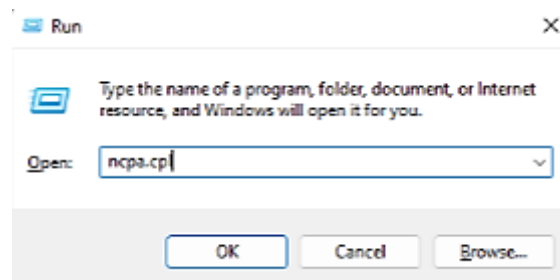 Run
Type the name of a program, folder, document, or Internet
resource, and Windows will open it for you.
Open: ncpa.cpl
OK Cancel Browse...